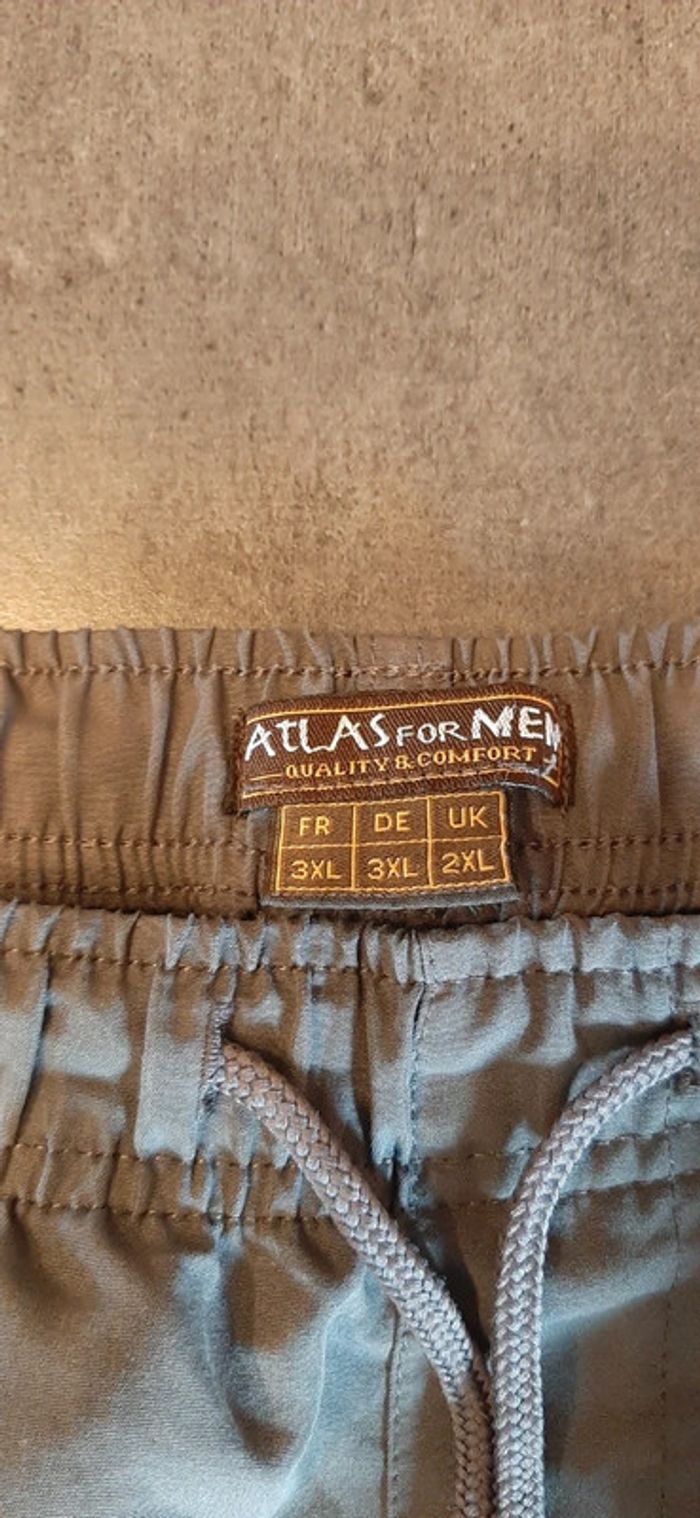 ATLAS FOR MEN
QUALITY & COMFORT
FR DE UK
3XL 3XL 2XL